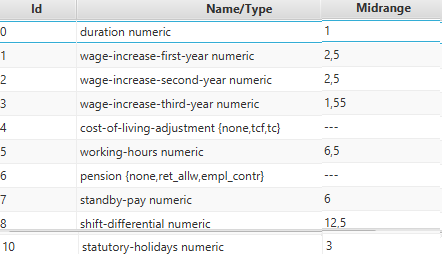 Id Name/Type Midrange
0 duration numeric 1
1 wage-increase-first-year numeric 2,5
2 wage-increase-second-year numeric 2,5
3 wage-increase-third-year numeric 1,55
4 cost-of-living-adjustment {none,tcf,tc} ---
5 working-hours numeric 6,5
6 pension {none,ret_allw,empl_contr} ---
7 standby-pay numeric 6
8 shift-differential numeric 12,5
10 statutory-holidays numeric 3